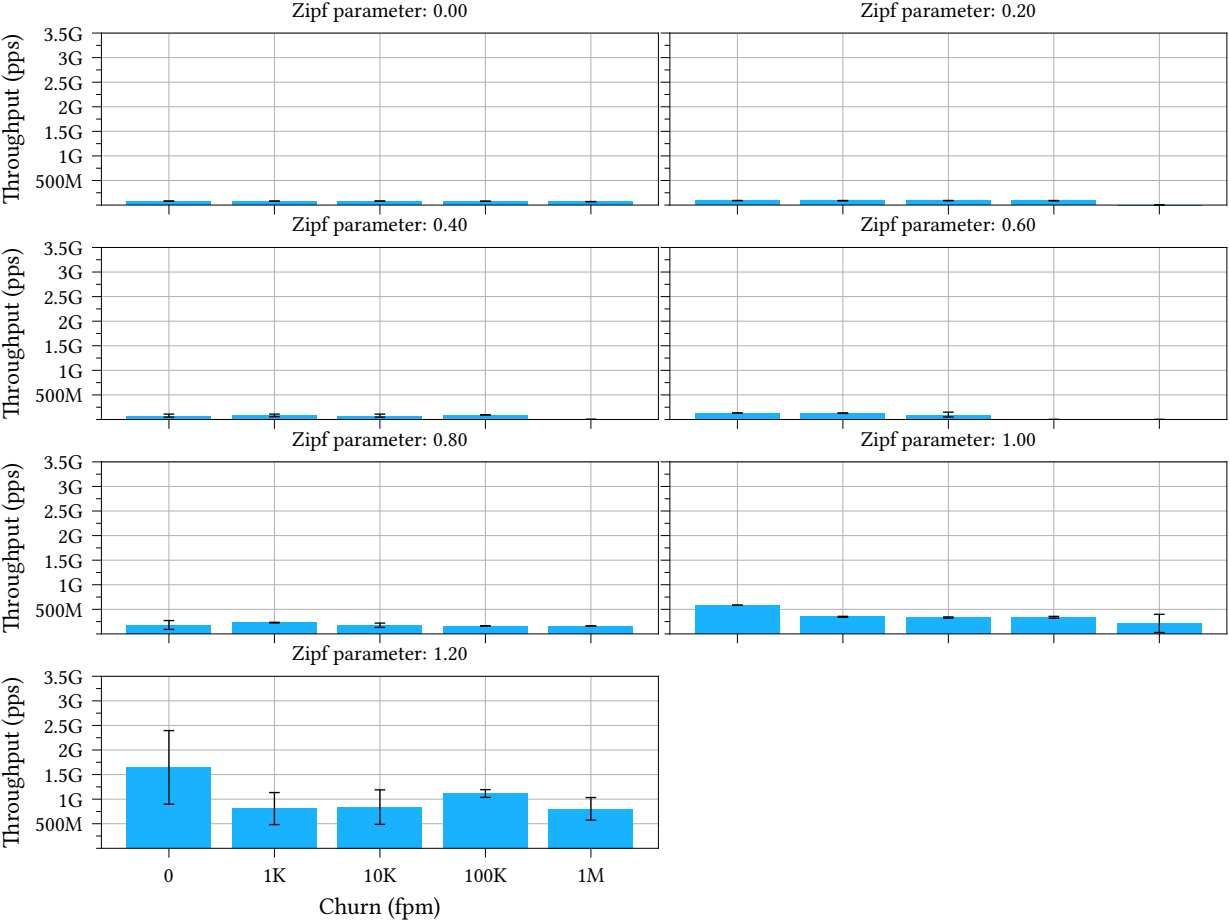 Zipf parameter: 0.00
Zipf parameter: 0.20
Throughput (pps)
3.5G
3G
2.5G
2G
1.5G
1G
500M
Zipf parameter: 0.40
Zipf parameter: 0.60
Throughput (pps)
3.5G
3G
2.5G
2G
1.5G
1G
500M
Zipf parameter: 0.80
Zipf parameter: 1.00
Throughput (pps)
3.5G
3G
2.5G
2G
1.5G
1G
500M
Zipf parameter: 1.20
Throughput (pps)
3.5G
3G
2.5G
2G
1.5G
1G
500M
0 1K 10K 100K 1M
Churn (fpm)